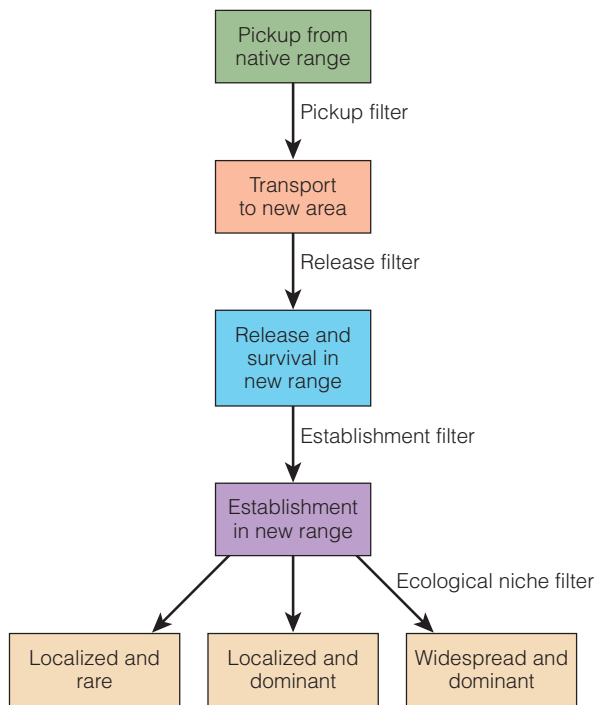 Pickup from
native range
Pickup filter
Transport
to new area
Release filter
Release and
survival in
new range
Establishment filter
Establishment
in new range
Ecological niche filter
Localized and
rare
Localized and
dominant
Widespread and
dominant